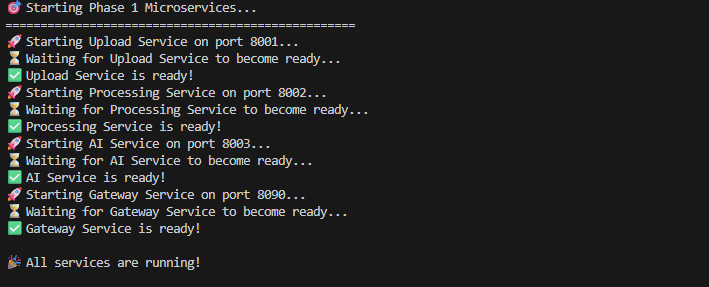 🎯 Starting Phase 1 Microservices...
==================================================
🚀 Starting Upload Service on port 8001...
⏳ Waiting for Upload Service to become ready...
✅ Upload Service is ready!
🚀 Starting Processing Service on port 8002...
⏳ Waiting for Processing Service to become ready...
✅ Processing Service is ready!
🚀 Starting AI Service on port 8003...
⏳ Waiting for AI Service to become ready...
✅ AI Service is ready!
🚀 Starting Gateway Service on port 8090...
⏳ Waiting for Gateway Service to become ready...
✅ Gateway Service is ready!
🎉 All services are running!